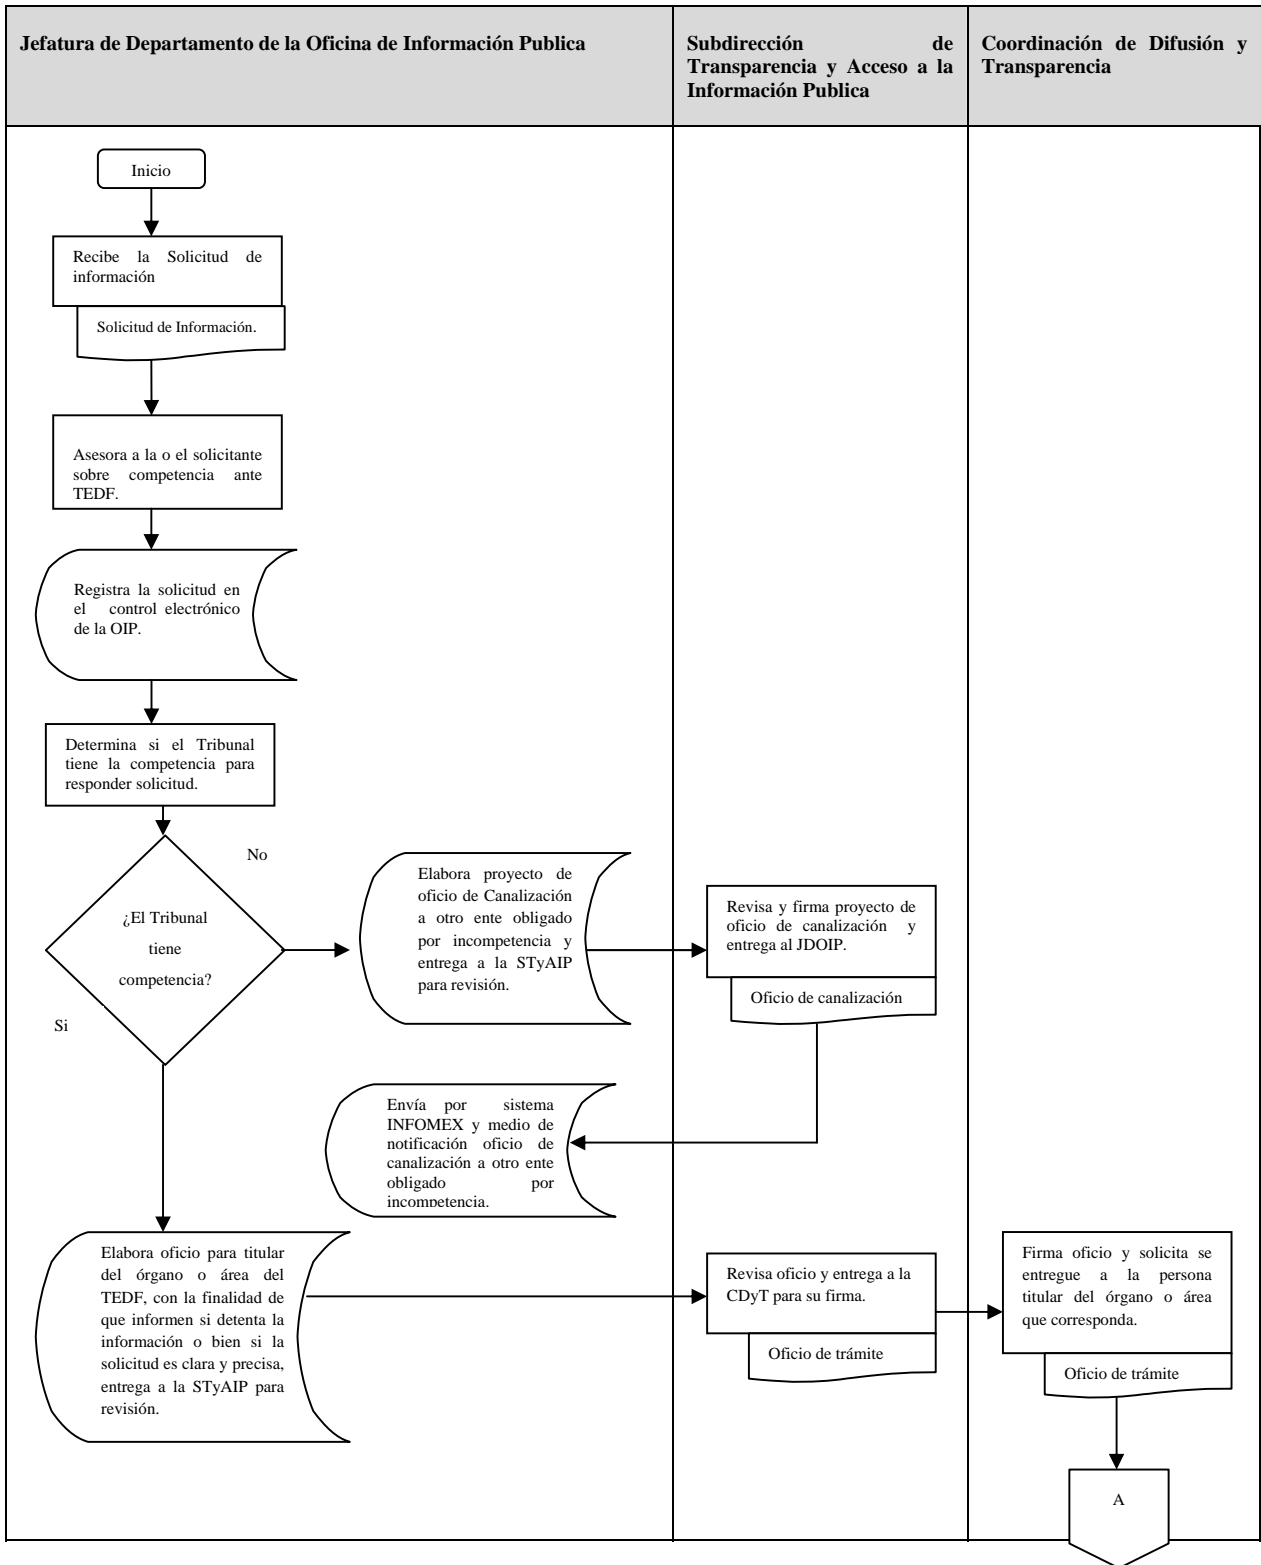 Jefatura de Departamento de la Oficina de Información Publica
Subdirección de
Transparencia y Acceso a la
Información Publica
Coordinación de Difusión y
Transparencia
Inicio
Recibe la Solicitud de
información
Solicitud de Información.
Asesora a la o el solicitante
sobre competencia ante
TEDF.
Registra la solicitud en
el control electrónico
de la OIP.
Determina si el Tribunal
tiene la competencia para
responder solicitud.
No
¿El Tribunal
tiene
competencia?
Si
Elabora proyecto de
oficio de Canalización
a otro ente obligado
por incompetencia y
entrega a la STyAIP
para revisión.
Revisa y firma proyecto de
oficio de canalización y
entrega al JDOIP.
Oficio de canalización
Envía por sistema
INFOMEX y medio de
notificación oficio de
canalización a otro ente
obligado por
incompetencia.
Elabora oficio para titular
del órgano o área del
TEDF, con la finalidad de
que informen si detenta la
información o bien si la
solicitud es clara y precisa,
entrega a la STyAIP para
revisión.
Revisa oficio y entrega a la
CDyT para su firma.
Oficio de trámite
Firma oficio y solicita se
entregue a la persona
titular del órgano o área
que corresponda.
Oficio de trámite
A